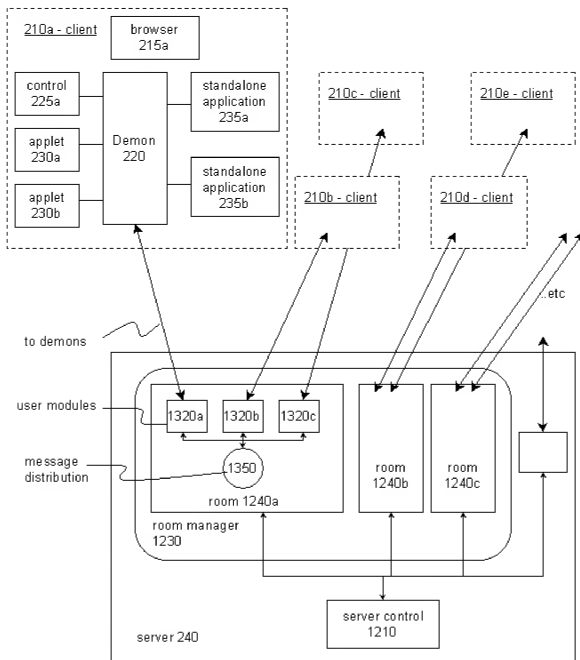 210a - client
browser
215a
control
225a
Demon
220
standalone
application
235a
applet
230a
applet
230b
standalone
application
235b
210c - client
210e - client
210b - client
210d - client
...etc
to demons
user modules
1320a
1320b
1320c
message
distribution
1350
room 1240a
room
1240b
room
1240c
room manager
1230
server control
1210
server 240